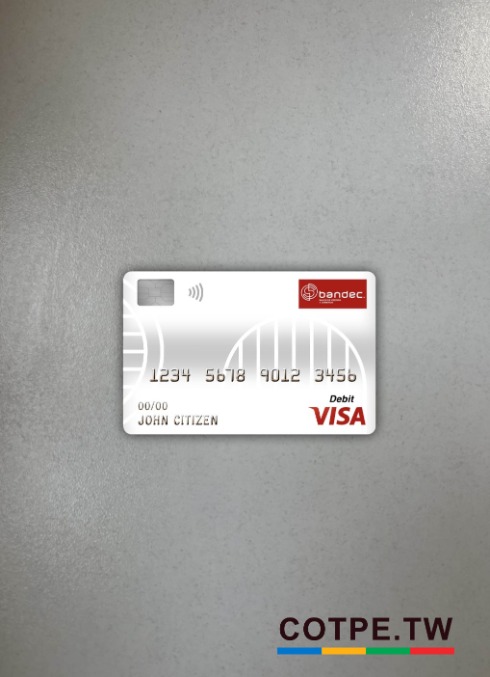 bandec.
1234 5678 9012 3456
00/00
JOHN CITIZEN
Debit
VISA
COTPE.TW